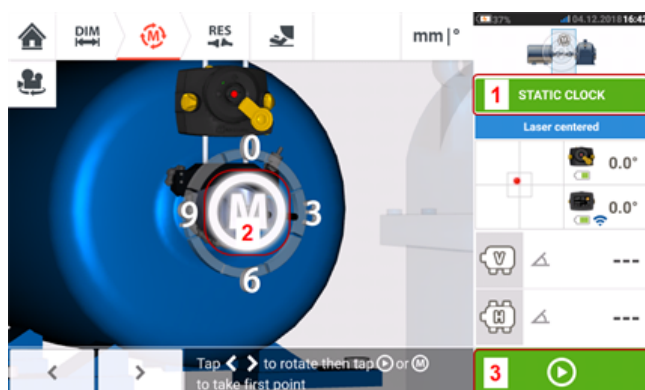 DIM
RES
mm|°
37%
04.12.2018 16:42
1 STATIC CLOCK
Laser centered
0.0°
0.0°
0
9
M
2
3
6
V
---
H
---
Tap < > to rotate then tap or M
to take first point
3